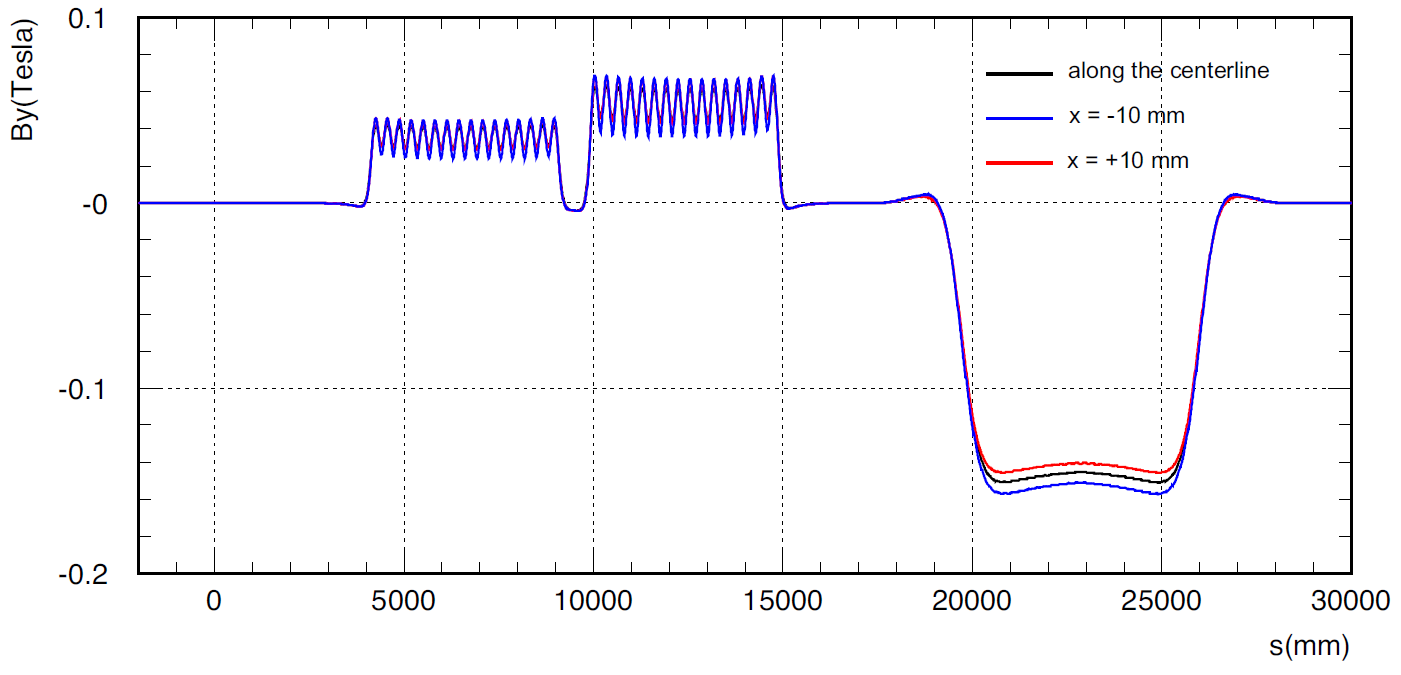 By(Tesla)
0.1
-0
-0.1
-0.2
along the centerline
x = -10 mm
x = +10 mm
0 5000 10000 15000 20000 25000 30000
s(mm)